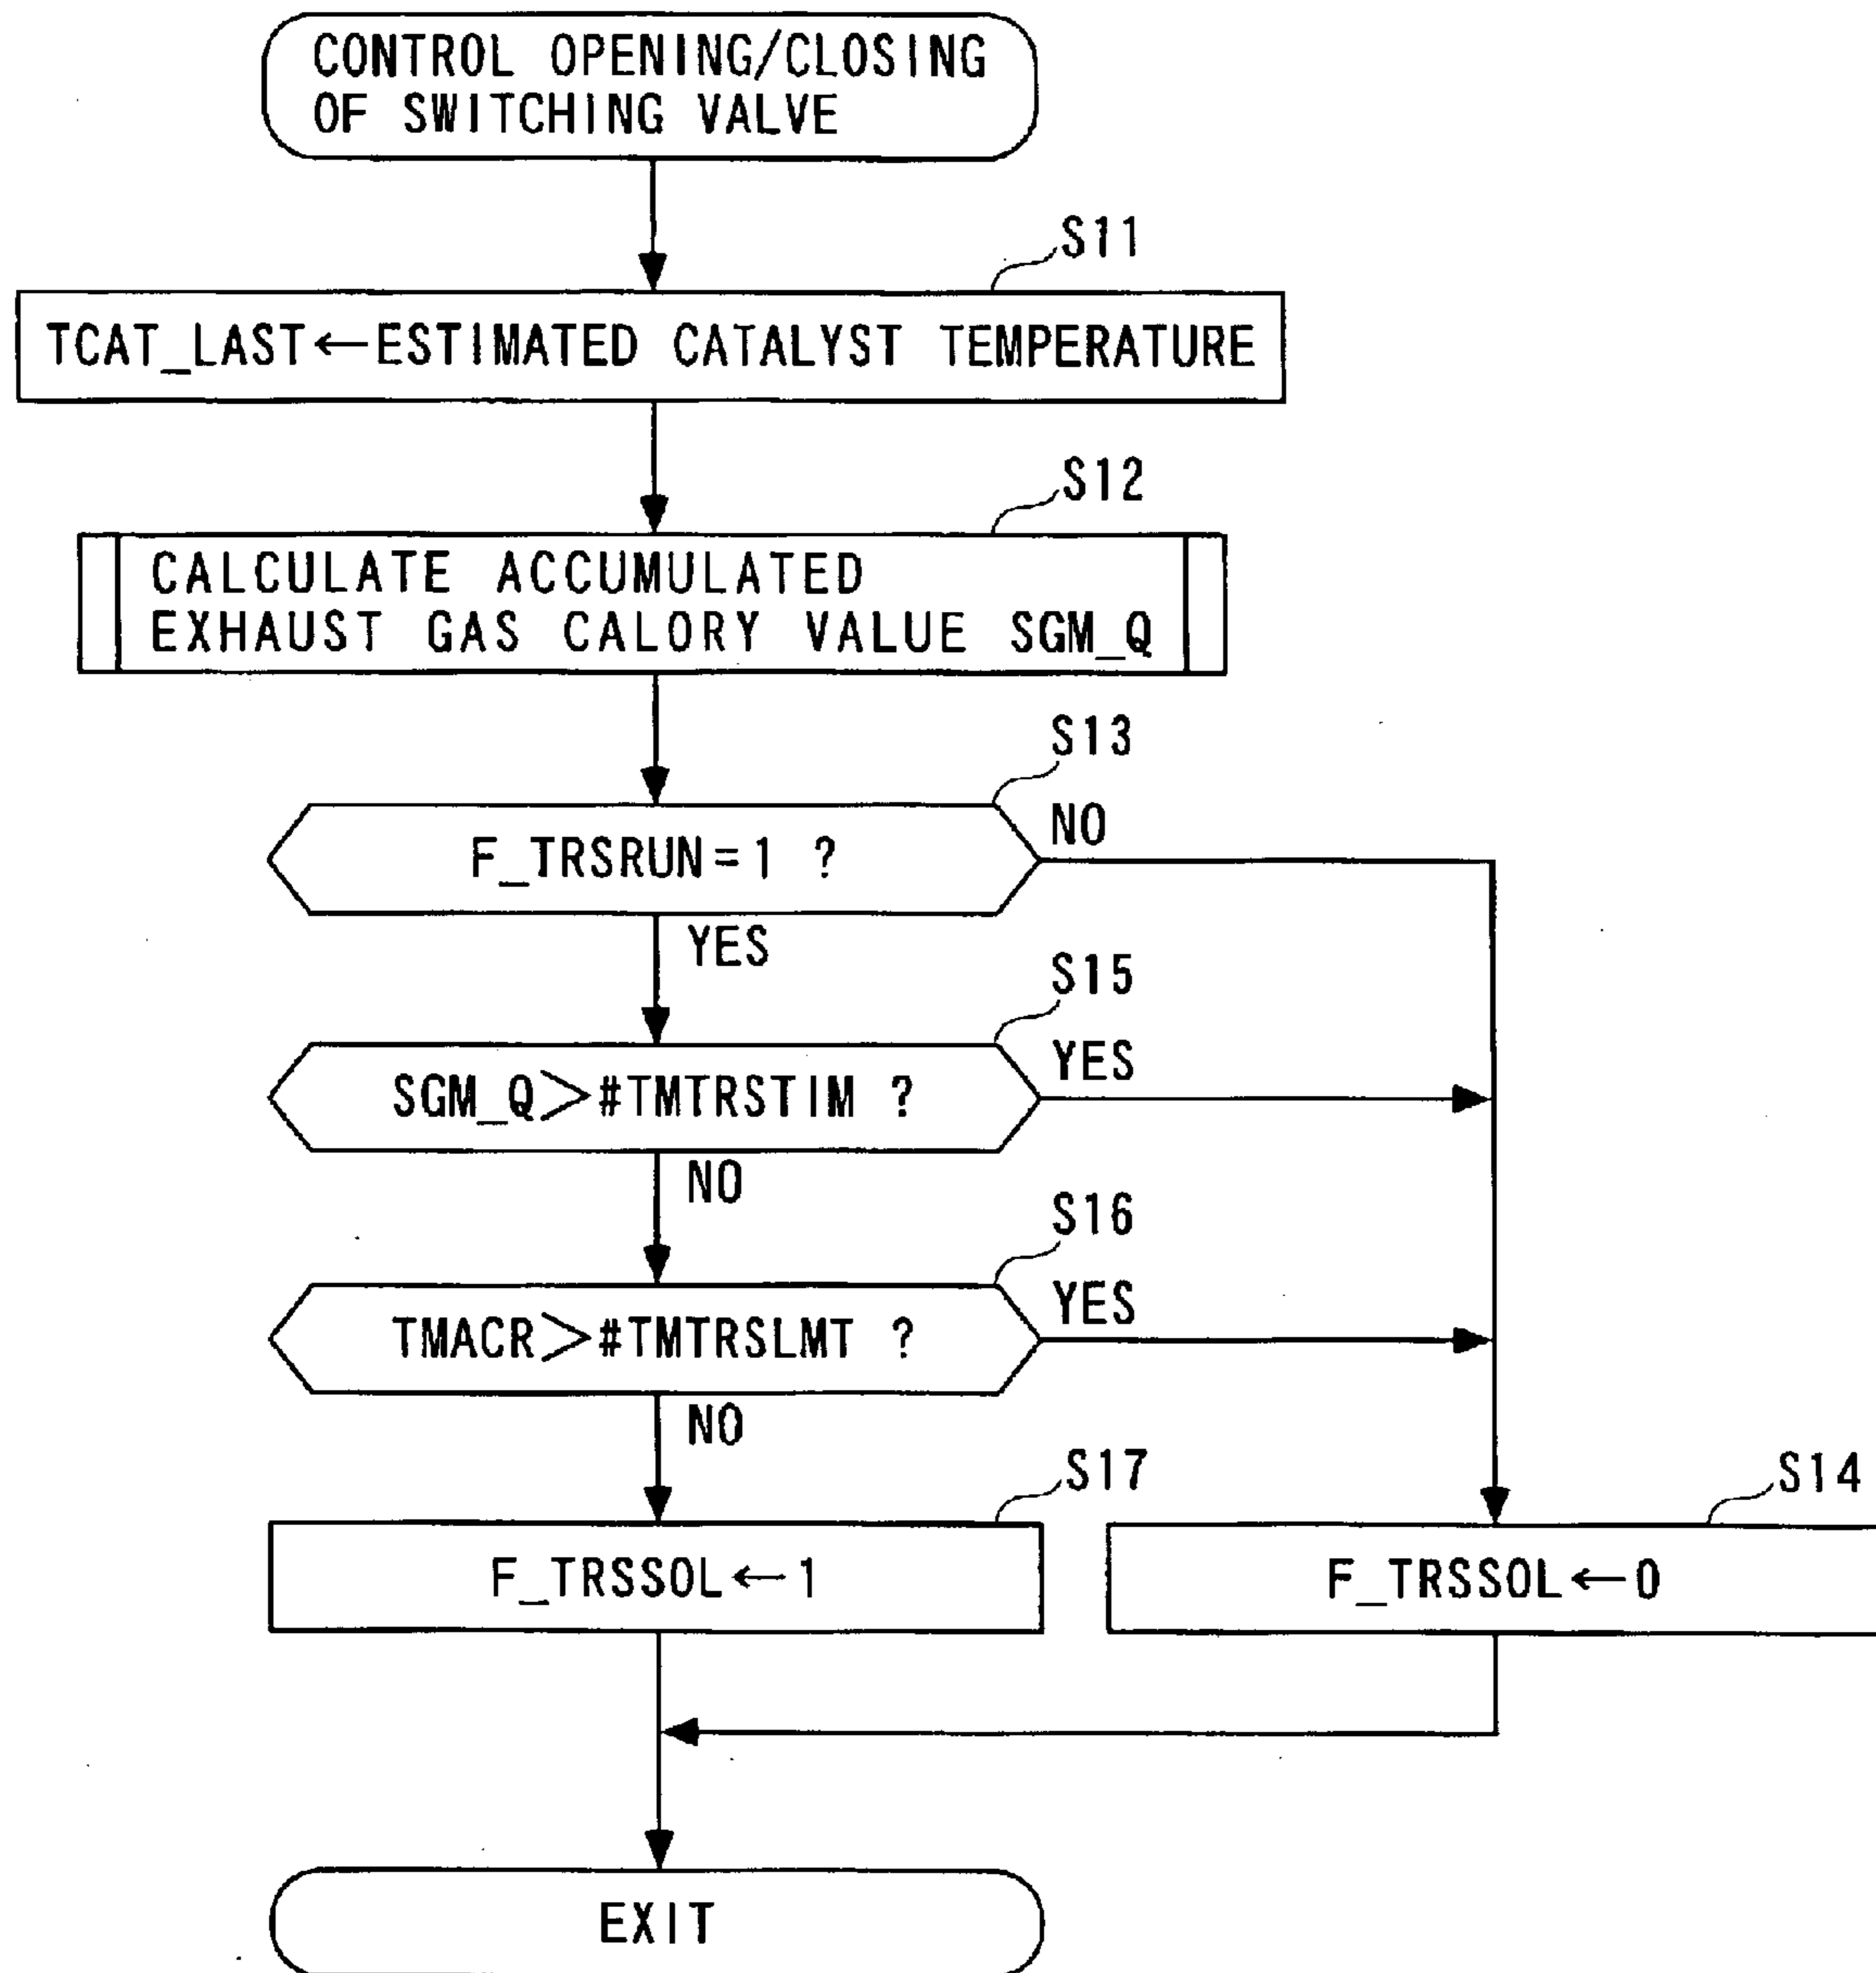 CONTROL OPENING/CLOSING
OF SWITCHING VALVE
S11
TCAT_LAST←ESTIMATED CATALYST TEMPERATURE
S12
CALCULATE ACCUMULATED
EXHAUST GAS CALORY VALUE SGM_Q
S13
F_TRSRUN=1 ?
NO
YES
S15
SGM_Q>#TMTRSTIM ?
YES
NO
S16
TMACR>#TMTRSLMT ?
YES
NO
S17
F_TRSSOL←1
S14
F_TRSSOL←0
EXIT